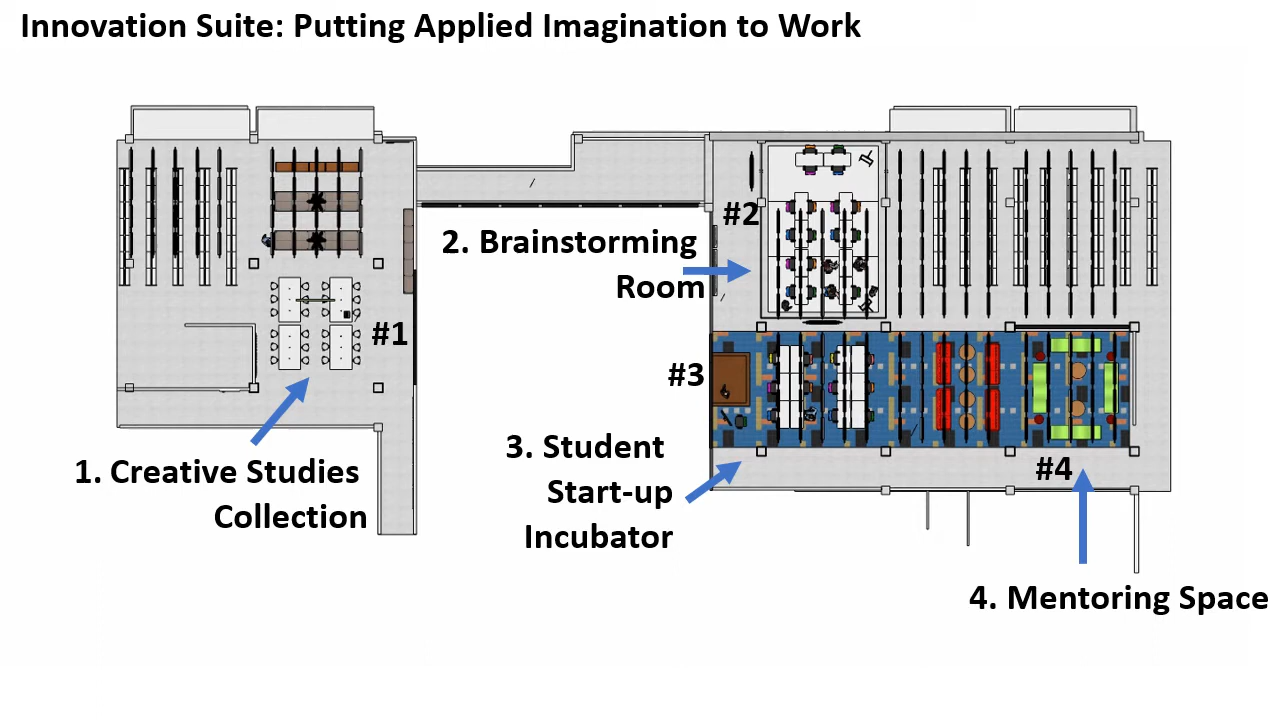 Innovation Suite: Putting Applied Imagination to Work
#2
2. Brainstorming
Room
#1
#3
3. Student
Start-up
Incubator
1. Creative Studies
Collection
#4
4. Mentoring Space